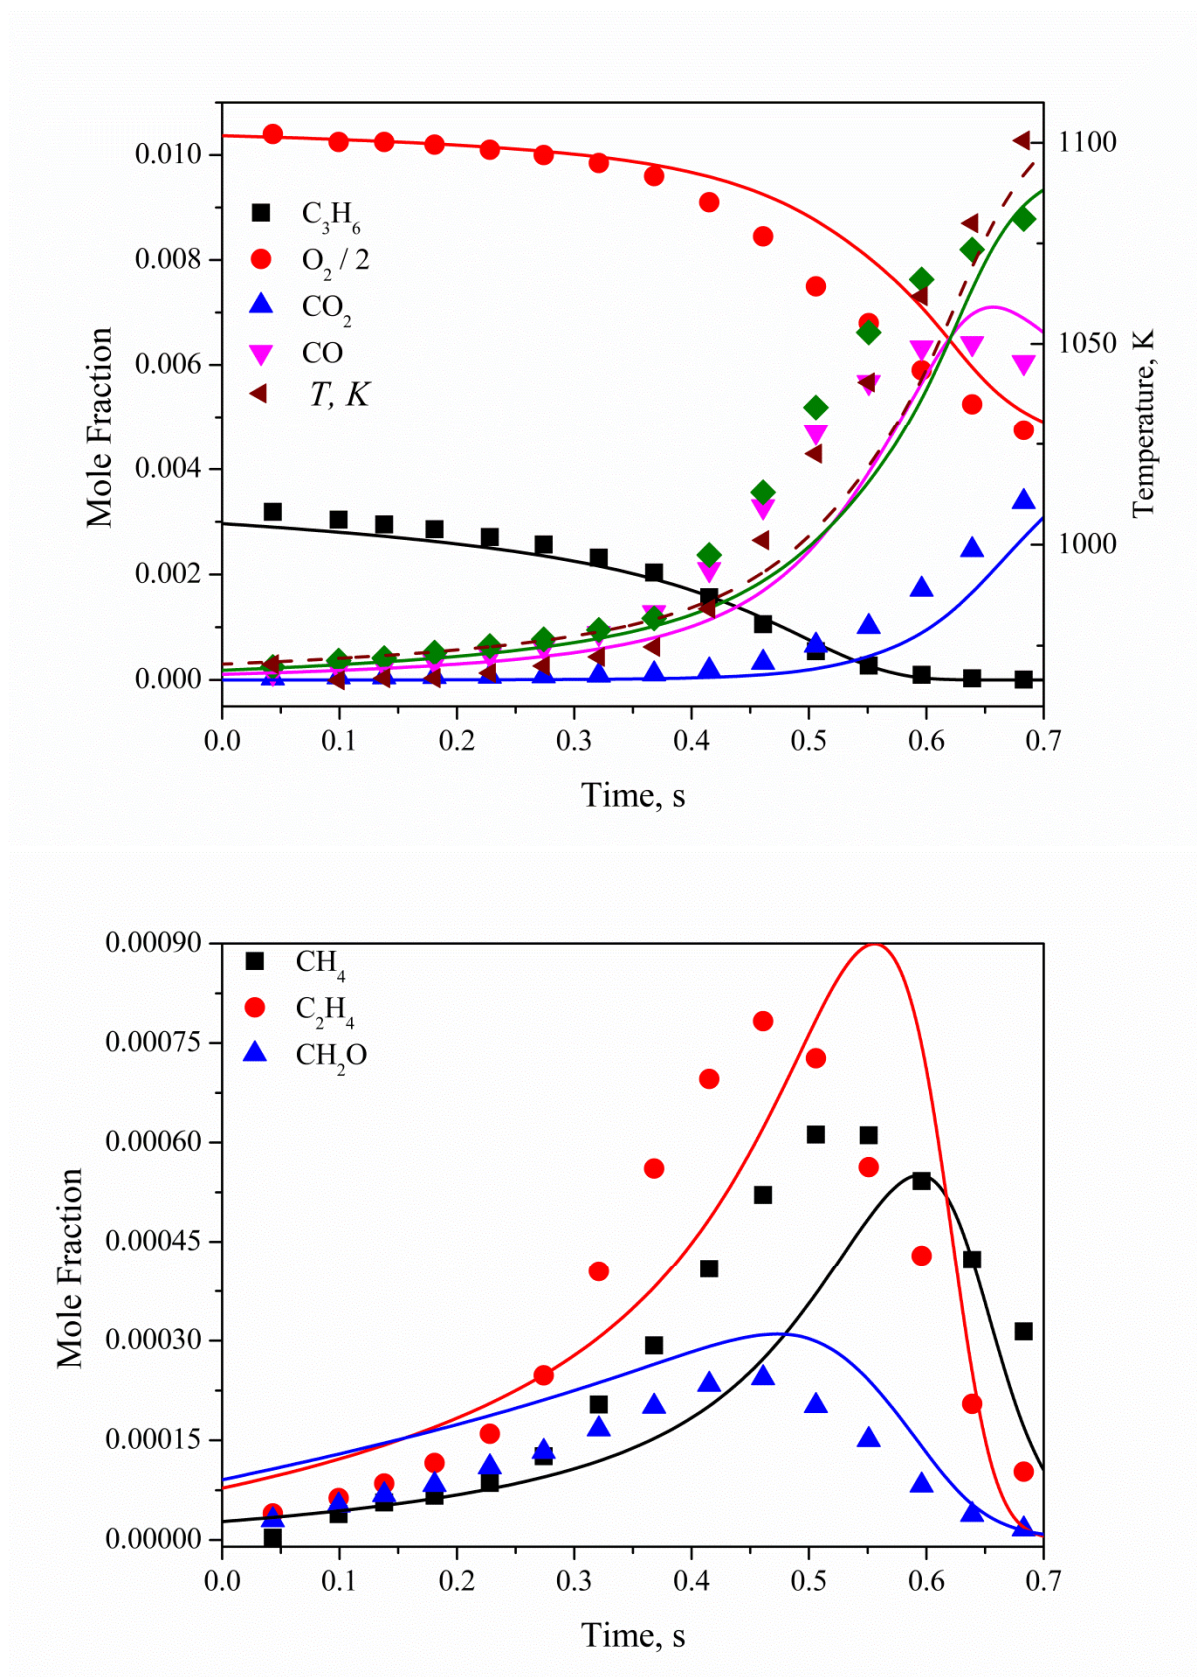 0.010
0.008
0.006
0.004
0.002
0.000
Mole Fraction
C3H6
O2 / 2
CO2
CO
T, K
1100
1050
1000
Temperature, K
0.0 0.1 0.2 0.3 0.4 0.5 0.6 0.7
Time, s
0.00090
0.00075
0.00060
0.00045
0.00030
0.00015
0.00000
Mole Fraction
CH4
C2H4
CH2O
0.0 0.1 0.2 0.3 0.4 0.5 0.6 0.7
Time, s